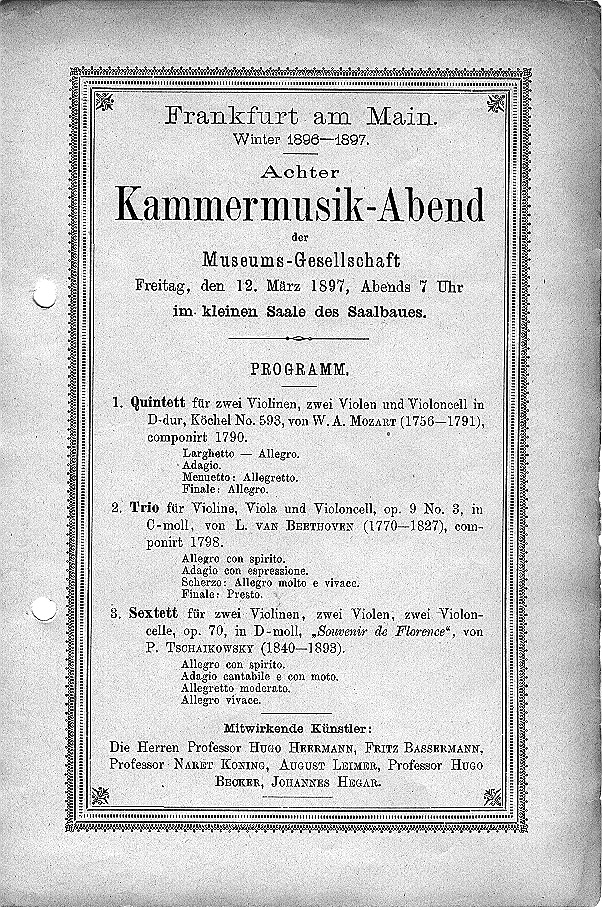 Frankfurt am Main.
Winter 1896—1897.
Achter
Kammermusik-Abend
der
Museums-Gesellschaft
Freitag, den 12. März 1897, Abends 7 Uhr
im kleinen Saale des Saalbaues.
PROGRAMM.
1. Quintett für zwei Violinen, zwei Violen und Violoncell in
D-dur, Köchel No. 593, von W. A. MOZART (1756—1791),
componirt 1790.
Larghetto — Allegro.
Adagio.
Menuetto: Allegretto.
Finale: Allegro.
2. Trio für Violine, Viola und Violoncell, op. 9 No. 3, in
C-moll, von L. VAN BEETHOVEN (1770—1827), com-
ponirt 1798.
Allegro con spirito.
Adagio con espressione.
Scherzo: Allegro molto e vivace.
Finale: Presto.
3. Sextett für zwei Violinen, zwei Violen, zwei Violon-
celle, op. 70, in D-moll, „Souvenir de Florence“, von
P. TSCHAIKOWSKY (1840—1893).
Allegro con spirito.
Adagio cantabile e con moto.
Allegretto moderato.
Allegro vivace.
Mitwirkende Künstler:
Die Herren Professor HUGO HEERMANN, FRITZ BASSERMANN,
Professor NARET KONING, AUGUST LEIMER, Professor HUGO
BECKER, JOHANNES HEGAR.